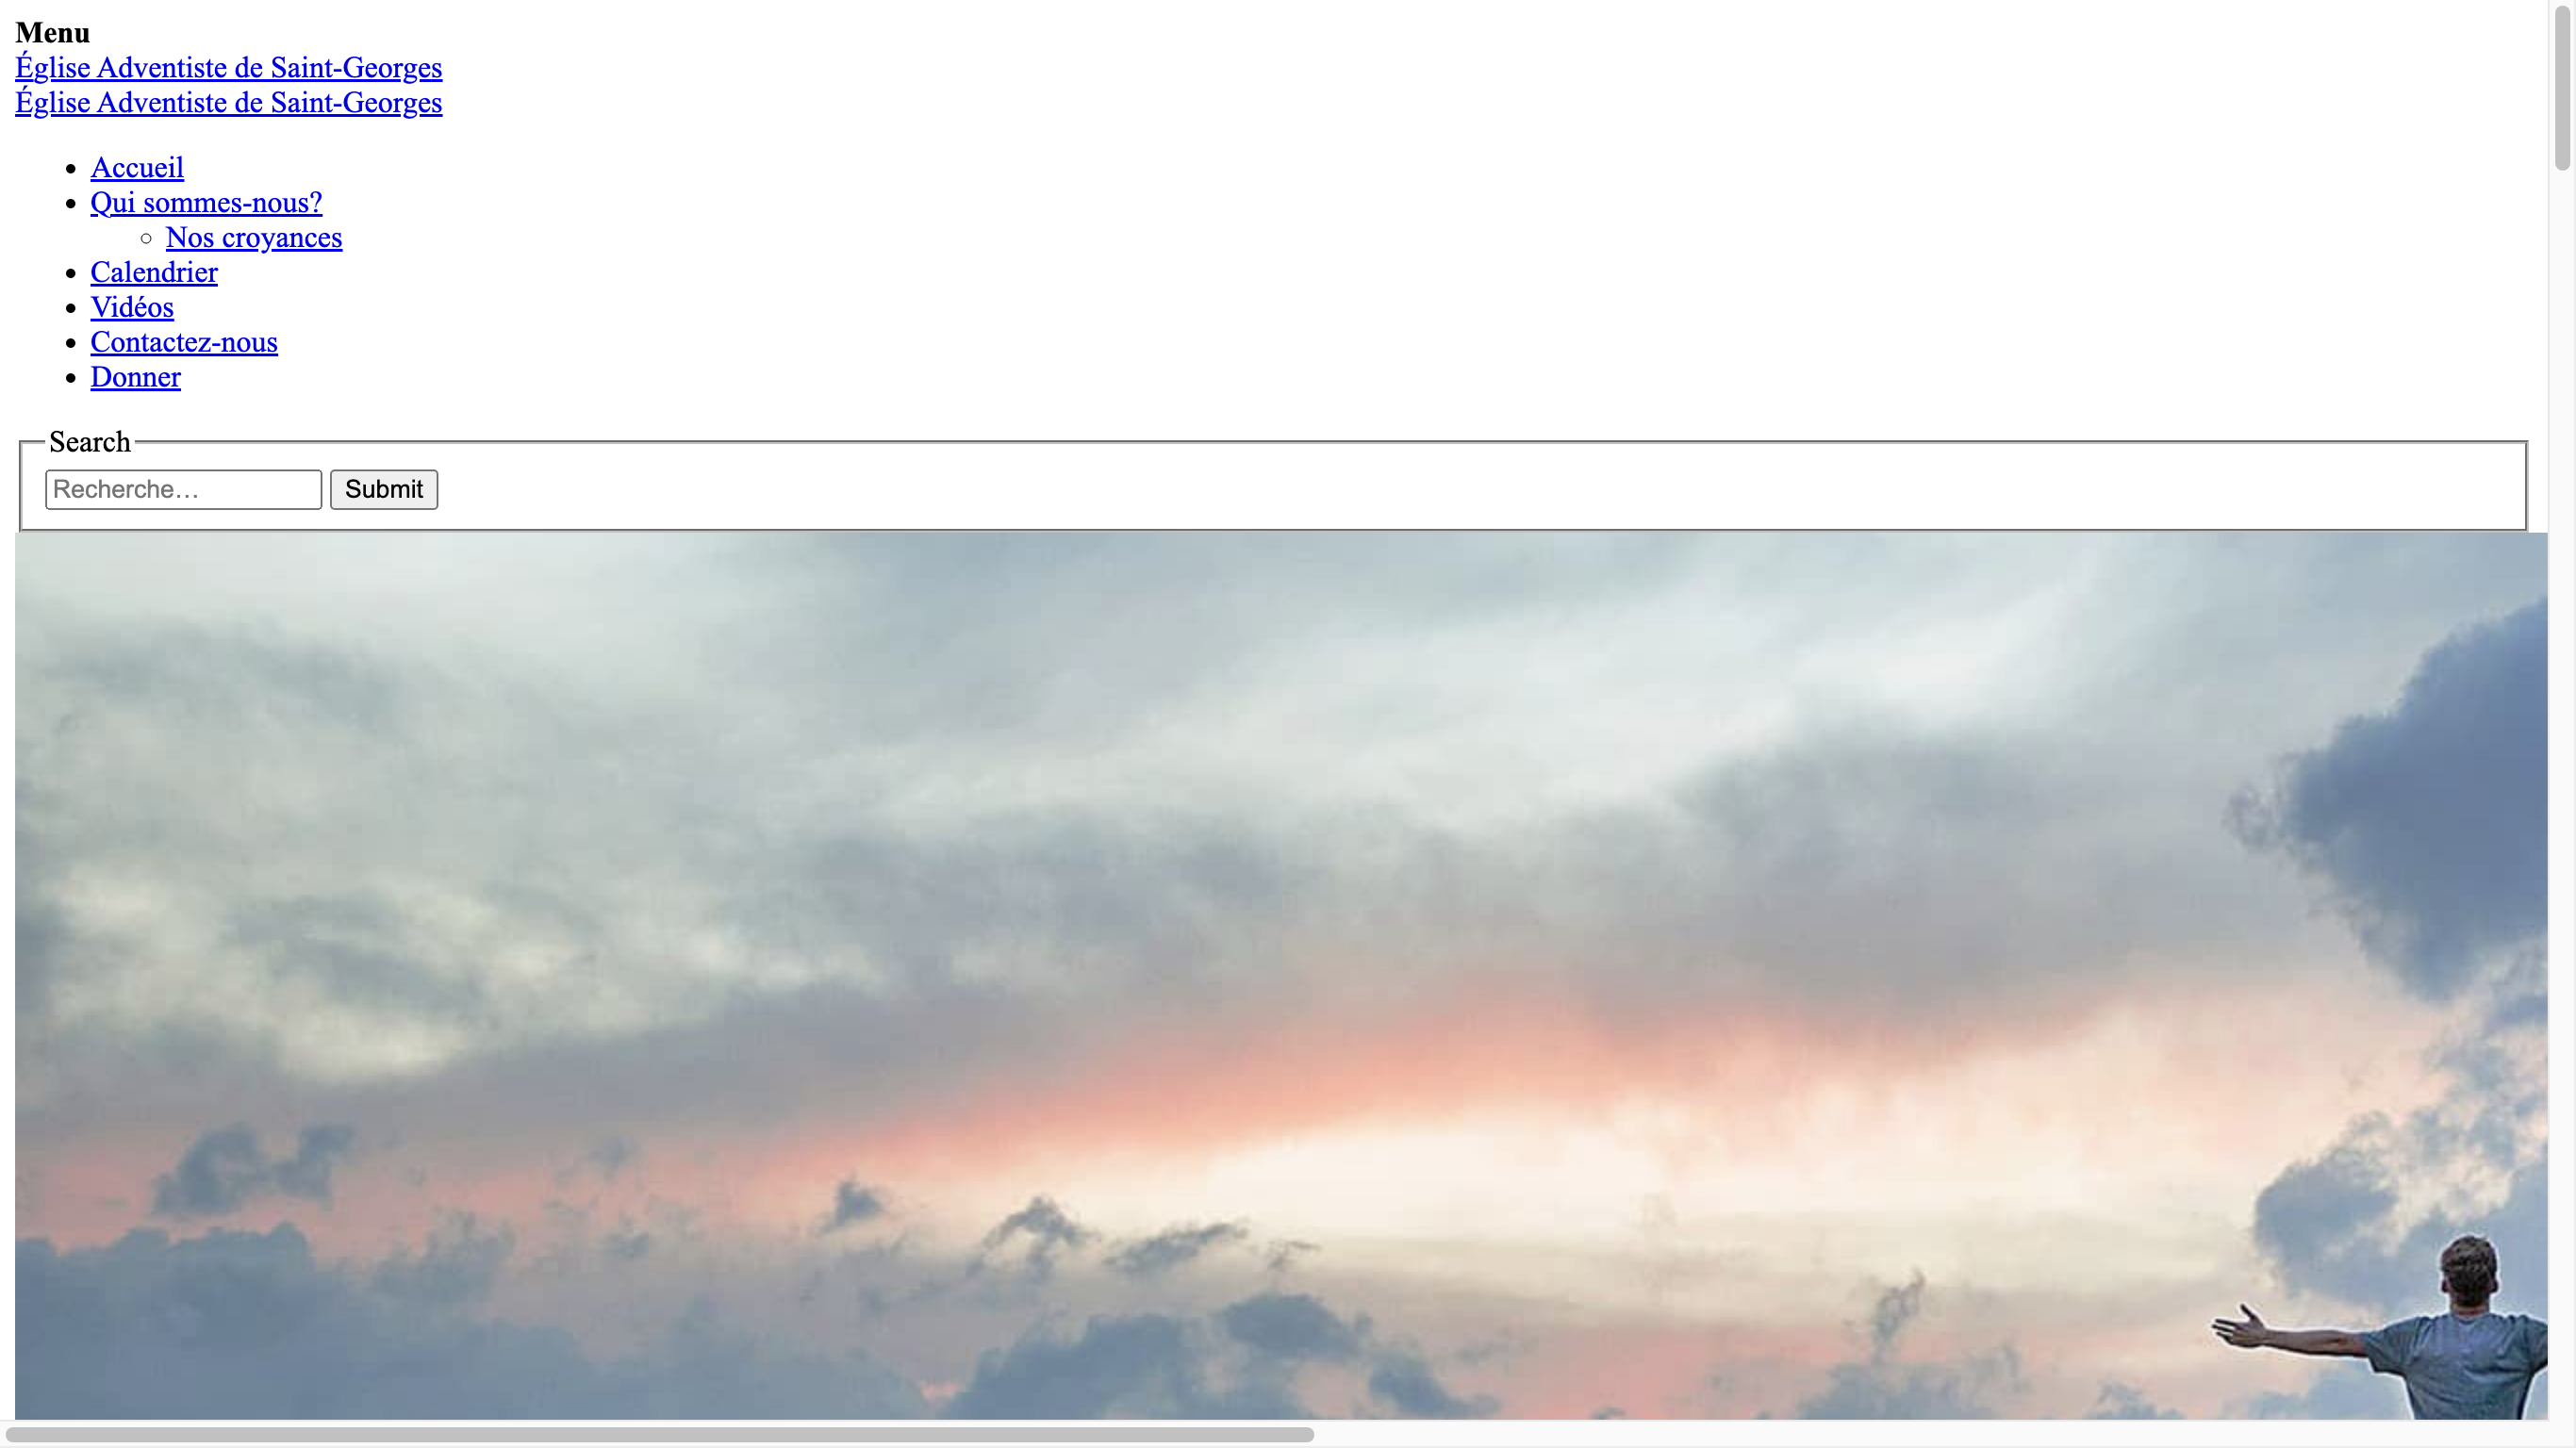 Menu
Église Adventiste de Saint-Georges
Église Adventiste de Saint-Georges
Accueil
Qui sommes-nous?
Nos croyances
Calendrier
Vidéos
Contactez-nous
Donner
Search
Recherche…
Submit